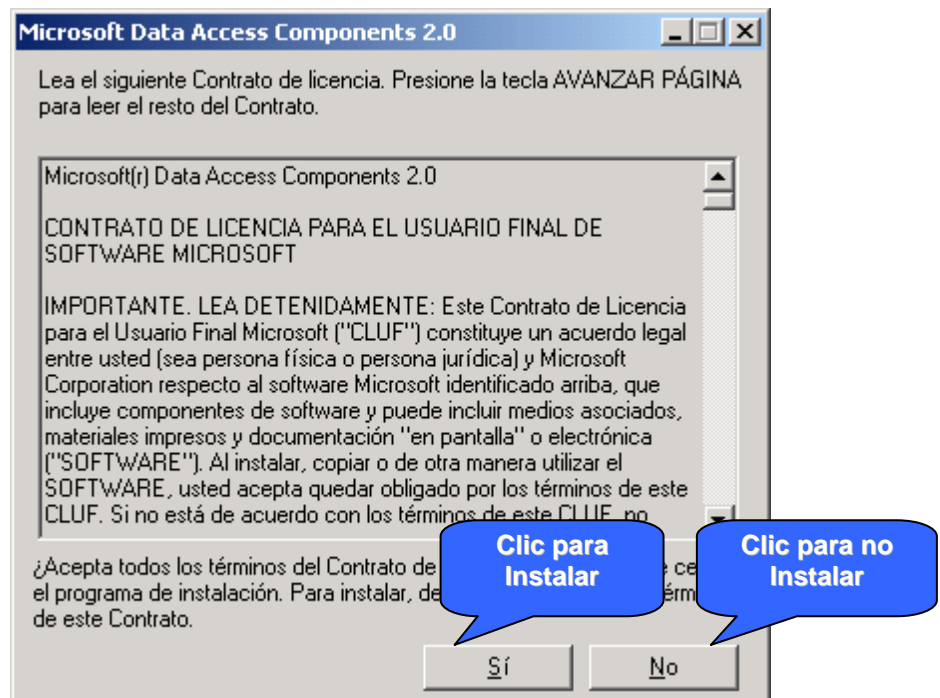 Microsoft Data Access Components 2.0
Lea el siguiente Contrato de licencia. Presione la tecla AVANZAR PÁGINA
para leer el resto del Contrato.
Microsoft(r) Data Access Components 2.0
CONTRATO DE LICENCIA PARA EL USUARIO FINAL DE
SOFTWARE MICROSOFT
IMPORTANTE. LEA DETENIDAMENTE: Este Contrato de Licencia
para el Usuario Final Microsoft ("CLUF") constituye un acuerdo legal
entre usted (sea persona física o persona jurídica) y Microsoft
Corporation respecto al software Microsoft identificado arriba, que
incluye componentes de software y puede incluir medios asociados,
materiales impresos y documentación "en pantalla" o electrónica
("SOFTWARE"). Al instalar, copiar o de otra manera utilizar el
SOFTWARE, usted acepta quedar obligado por los términos de este
CLUF. Si no está de acuerdo con los términos de este CLUF, no
Clic para
Instalar
Clic para no
Instalar
¿Acepta todos los términos del Contrato de
el programa de instalación. Para instalar,
de este Contrato.
Sí
No